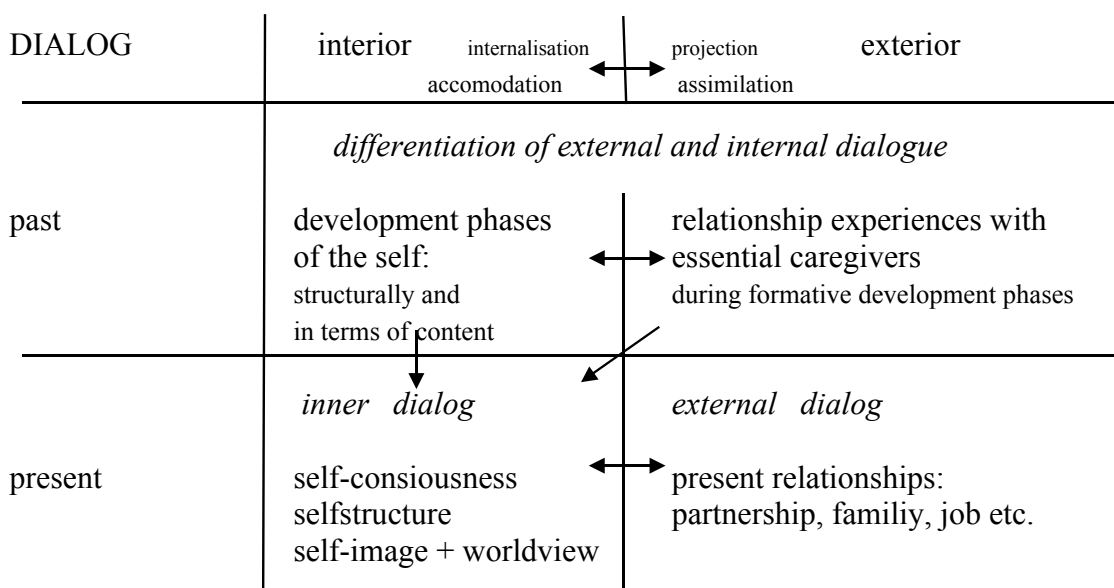 DIALOG interior internalisation projection exterior
accomodation assimilation
differentiation of external and internal dialogue
past development phases relationship experiences with
of the self: essential caregivers
structurally and during formative development phases
in terms of content
inner dialog external dialog
present self-consiousness present relationships:
selfstructure partnership, familiy, job etc.
self-image + worldview